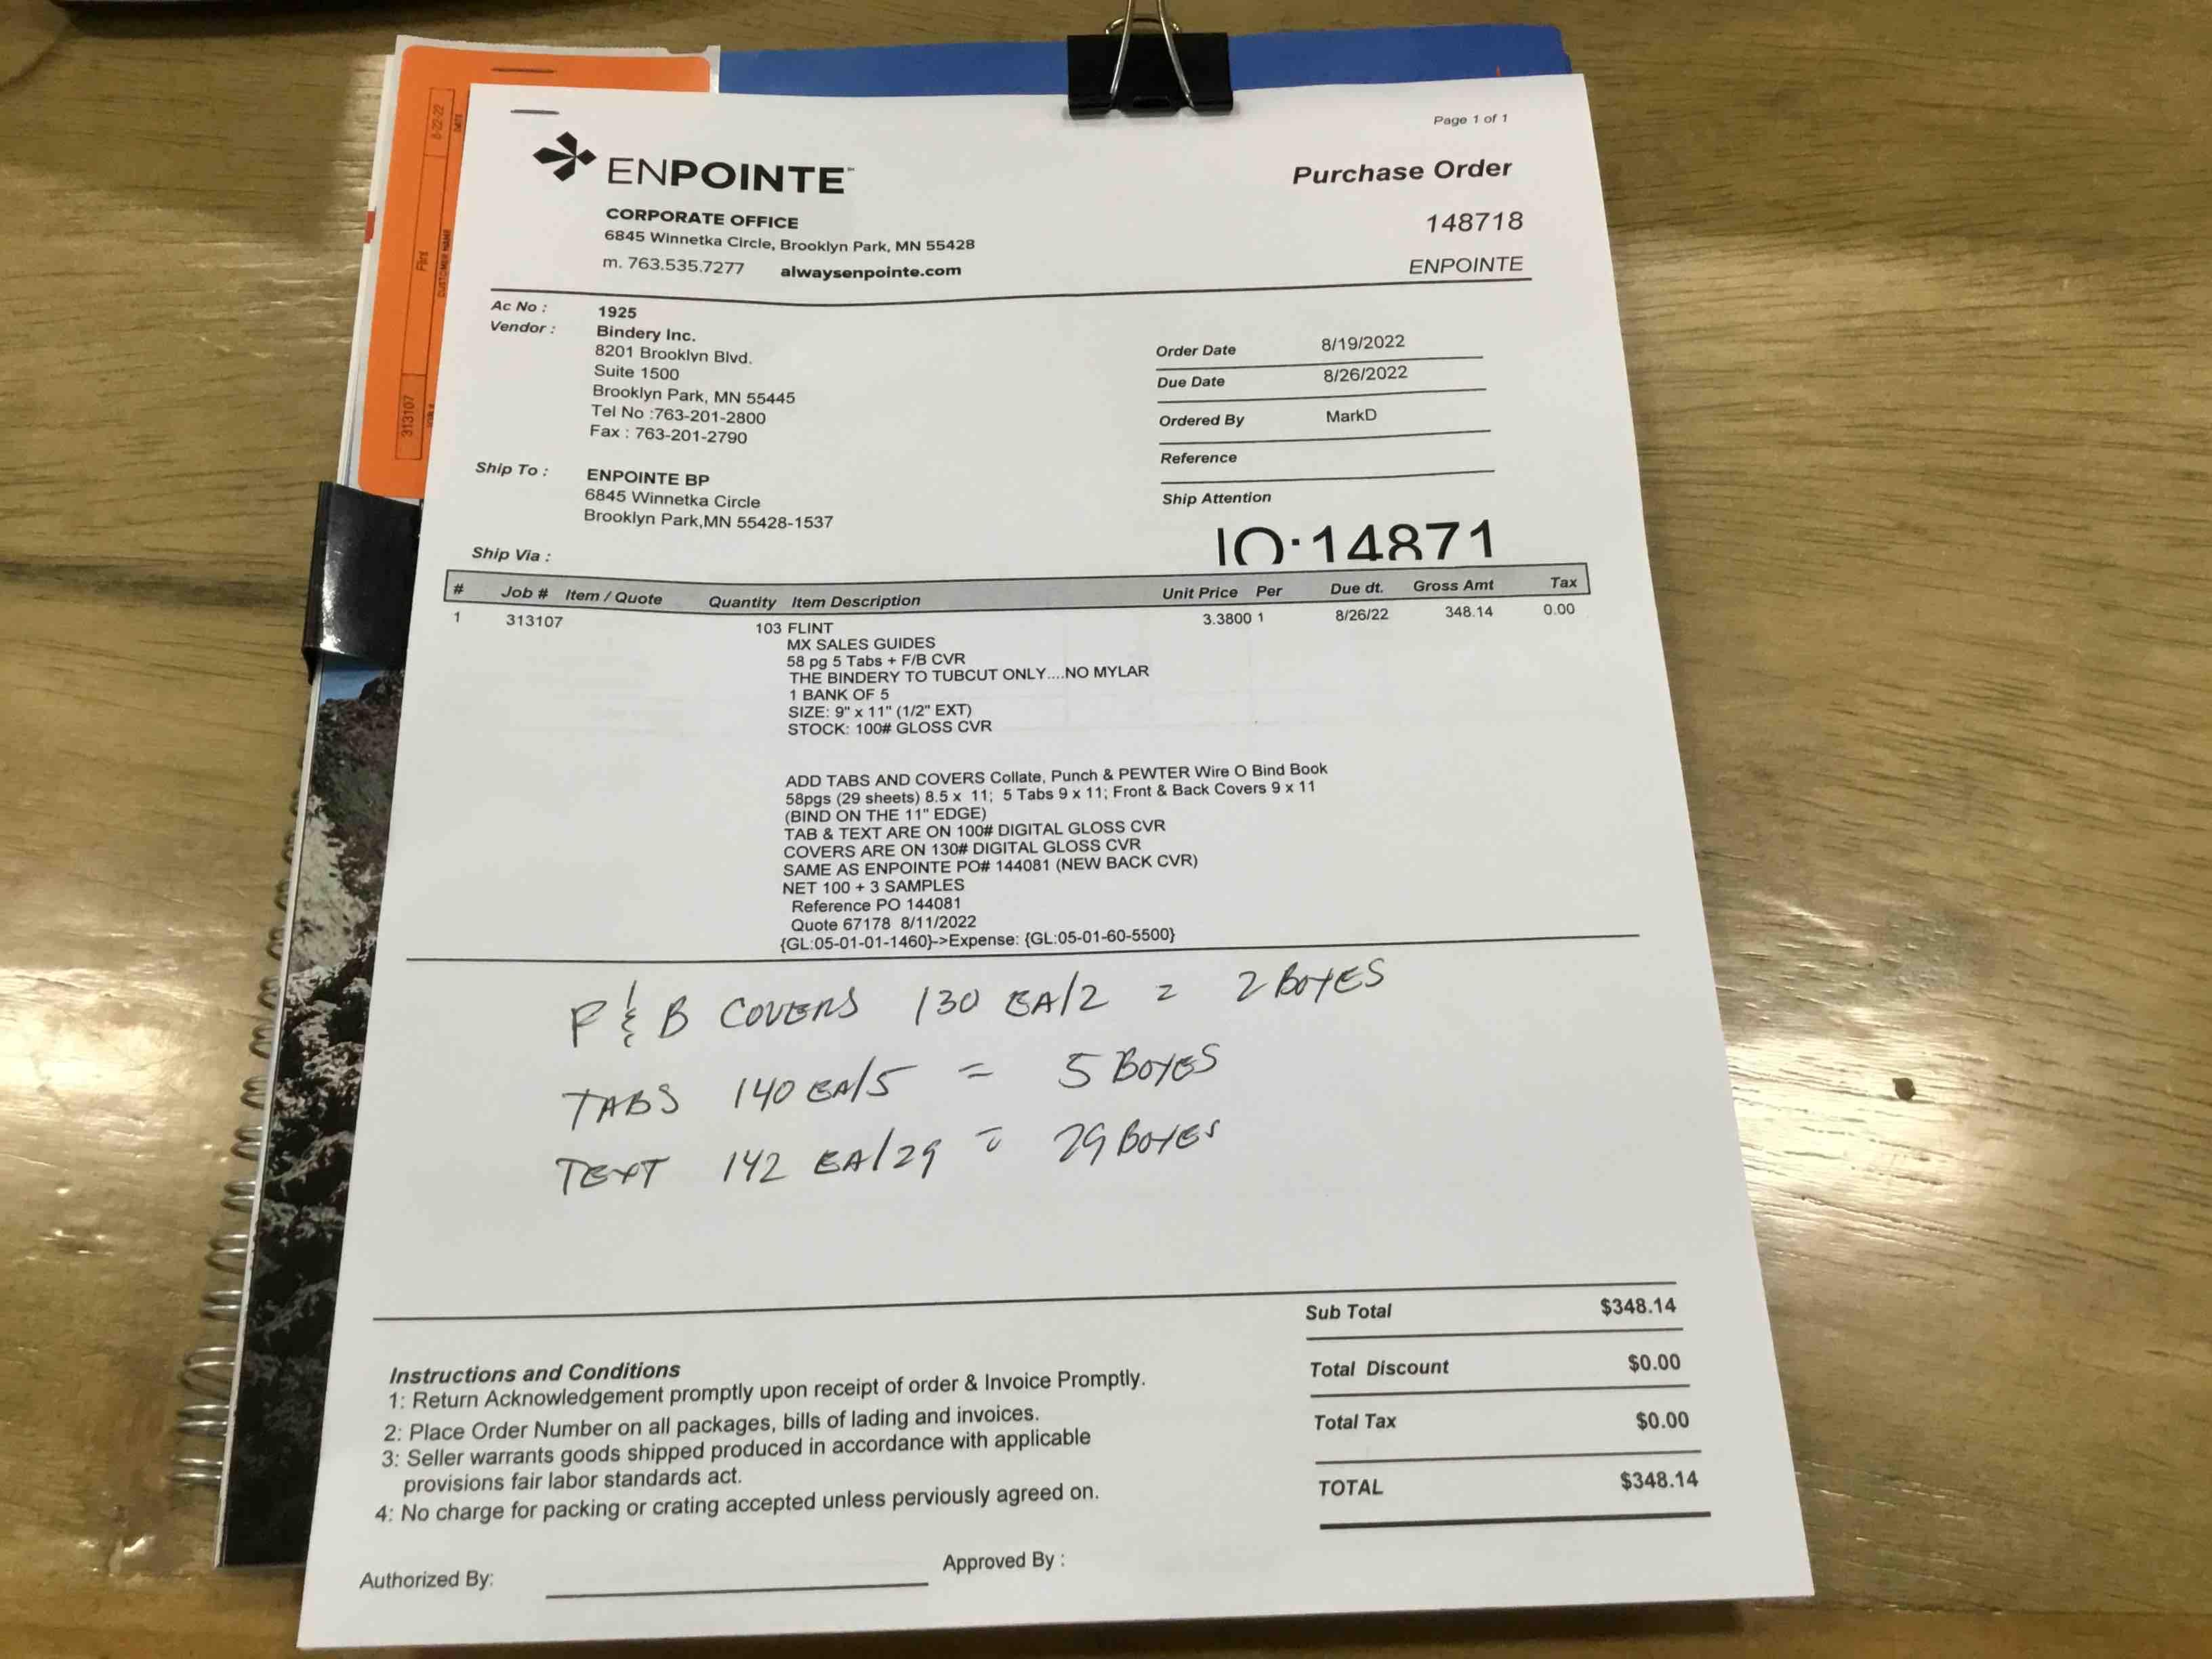 8-22-22
DATE
Flint
CUSTOMER NAME
313107
JOB #
Page 1 of 1
ENPOINTE
Purchase Order
CORPORATE OFFICE
6845 Winnetka Circle, Brooklyn Park, MN 55428
m. 763.535.7277 alwaysenpointe.com
148718
ENPOINTE
Ac No : 1925
Vendor : Bindery Inc.
8201 Brooklyn Blvd.
Suite 1500
Brooklyn Park, MN 55445
Tel No :763-201-2800
Fax : 763-201-2790
Order Date 8/19/2022
Due Date 8/26/2022
Ordered By MarkD
Reference
Ship Attention
Ship To : ENPOINTE BP
6845 Winnetka Circle
Brooklyn Park,MN 55428-1537
Ship Via :
14871
# Job # Item / Quote Quantity Item Description Unit Price Per Due dt. Gross Amt Tax
1 313107 103 FLINT 3.3800 1 8/26/22 348.14 0.00
MX SALES GUIDES
58 pg 5 Tabs + F/B CVR
THE BINDERY TO TUBCUT ONLY....NO MYLAR
1 BANK OF 5
SIZE: 9" x 11" (1/2" EXT)
STOCK: 100# GLOSS CVR
ADD TABS AND COVERS Collate, Punch & PEWTER Wire O Bind Book
58pgs (29 sheets) 8.5 x 11; 5 Tabs 9 x 11; Front & Back Covers 9 x 11
(BIND ON THE 11" EDGE)
TAB & TEXT ARE ON 100# DIGITAL GLOSS CVR
COVERS ARE ON 130# DIGITAL GLOSS CVR
SAME AS ENPOINTE PO# 144081 (NEW BACK CVR)
NET 100 + 3 SAMPLES
Reference PO 144081
Quote 67178 8/11/2022
{GL:05-01-01-1460}->Expense: {GL:05-01-60-5500}
F & B COVERS 130 EA/2 = 2 BOXES
TABS 140 EA/5 = 5 BOXES
TEXT 142 EA/29 = 29 BOXES
Sub Total $348.14
Total Discount $0.00
Total Tax $0.00
TOTAL $348.14
Instructions and Conditions
1: Return Acknowledgement promptly upon receipt of order & Invoice Promptly.
2: Place Order Number on all packages, bills of lading and invoices.
3: Seller warrants goods shipped produced in accordance with applicable
provisions fair labor standards act.
4: No charge for packing or crating accepted unless perviously agreed on.
Authorized By:
Approved By :